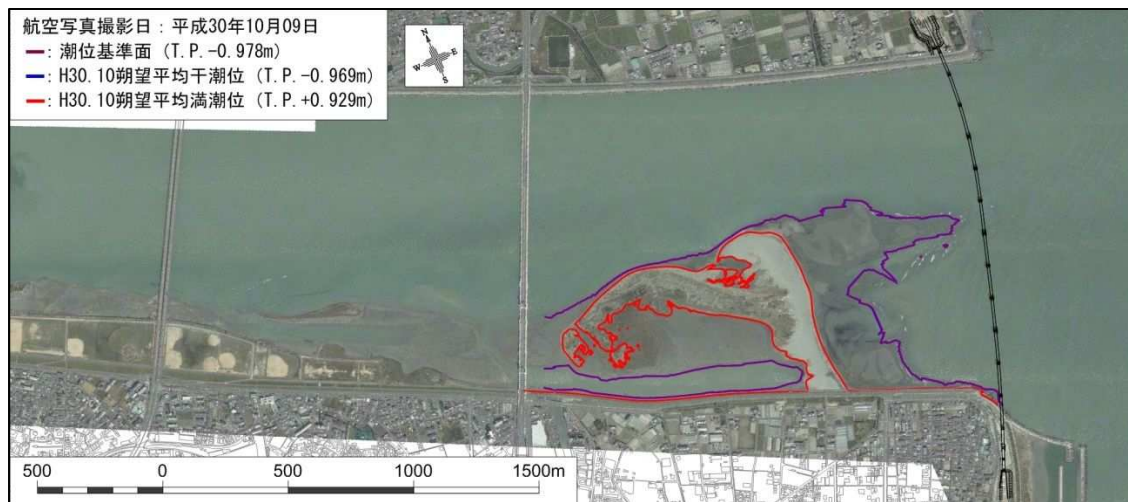 航空写真撮影日：平成30年10月09日
―：潮位基準面（T.P.-0.978m）
―：H30.10朔望平均干潮位（T.P.-0.969m）
―：H30.10朔望平均満潮位（T.P.+0.929m）
N
E
W
S
500 0 500 1000 1500m